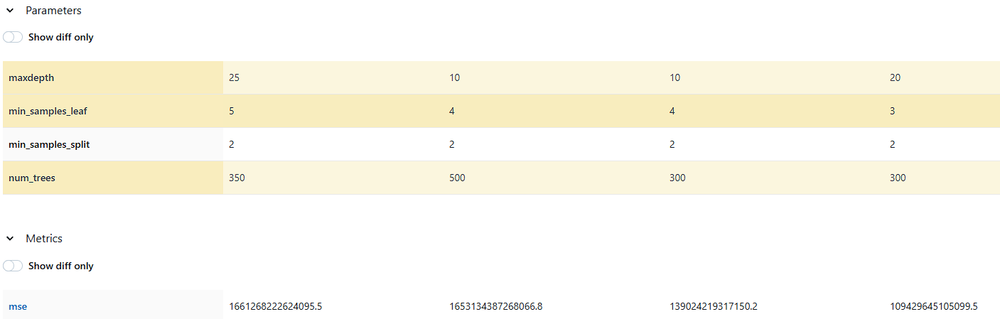 Parameters
Show diff only
maxdepth 25 10 10 20
min_samples_leaf 5 4 4 3
min_samples_split 2 2 2 2
num_trees 350 500 300 300
Metrics
Show diff only
mse 1661268222624095.5 1653134387268066.8 139024219317150.2 109429645105099.5